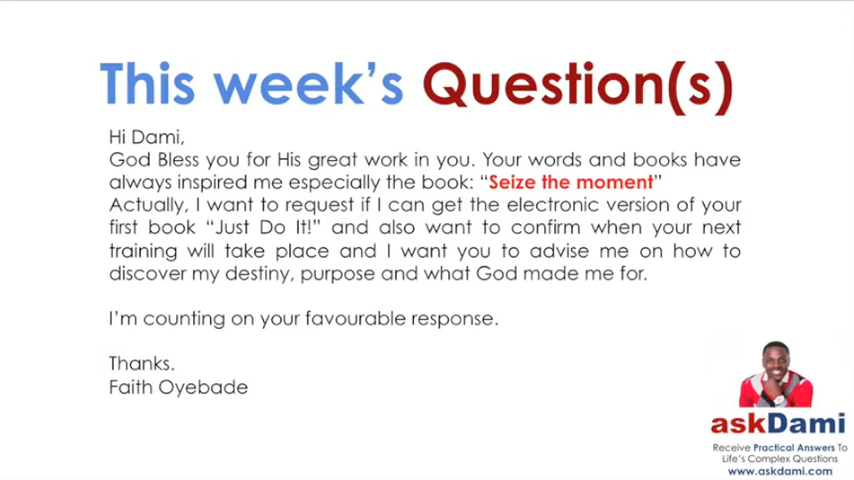 This week’s Question(s)
Hi Dami,
God Bless you for His great work in you. Your words and books have
always inspired me especially the book: “Seize the moment”
Actually, I want to request if I can get the electronic version of your
first book “Just Do It!” and also want to confirm when your next
training will take place and I want you to advise me on how to
discover my destiny, purpose and what God made me for.
I’m counting on your favourable response.
Thanks.
Faith Oyebade
askDami
Receive Practical Answers To
Life’s Complex Questions
www.askdami.com